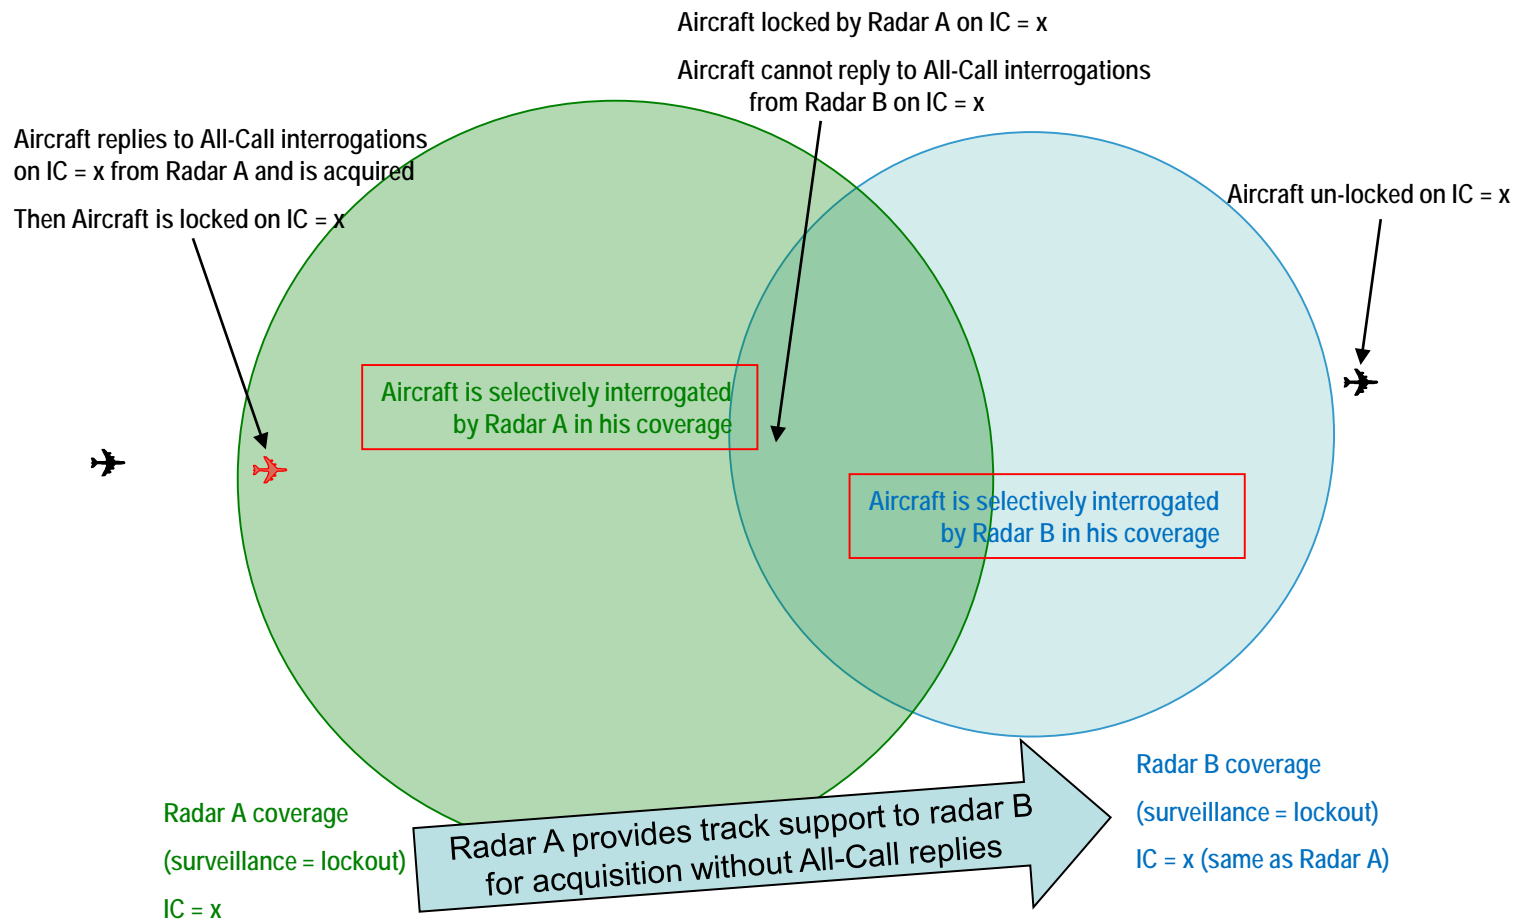 Aircraft locked by Radar A on IC = x
Aircraft cannot reply to All-Call interrogations
from Radar B on IC = x
Aircraft replies to All-Call interrogations
on IC = x from Radar A and is acquired
Then Aircraft is locked on IC = x
Aircraft un-locked on IC = x
Aircraft is selectively interrogated
by Radar A in his coverage
Aircraft is selectively interrogated
by Radar B in his coverage
Radar A coverage
(surveillance = lockout)
IC = x
Radar A provides track support to radar B
for acquisition without All-Call replies
Radar B coverage
(surveillance = lockout)
IC = x (same as Radar A)